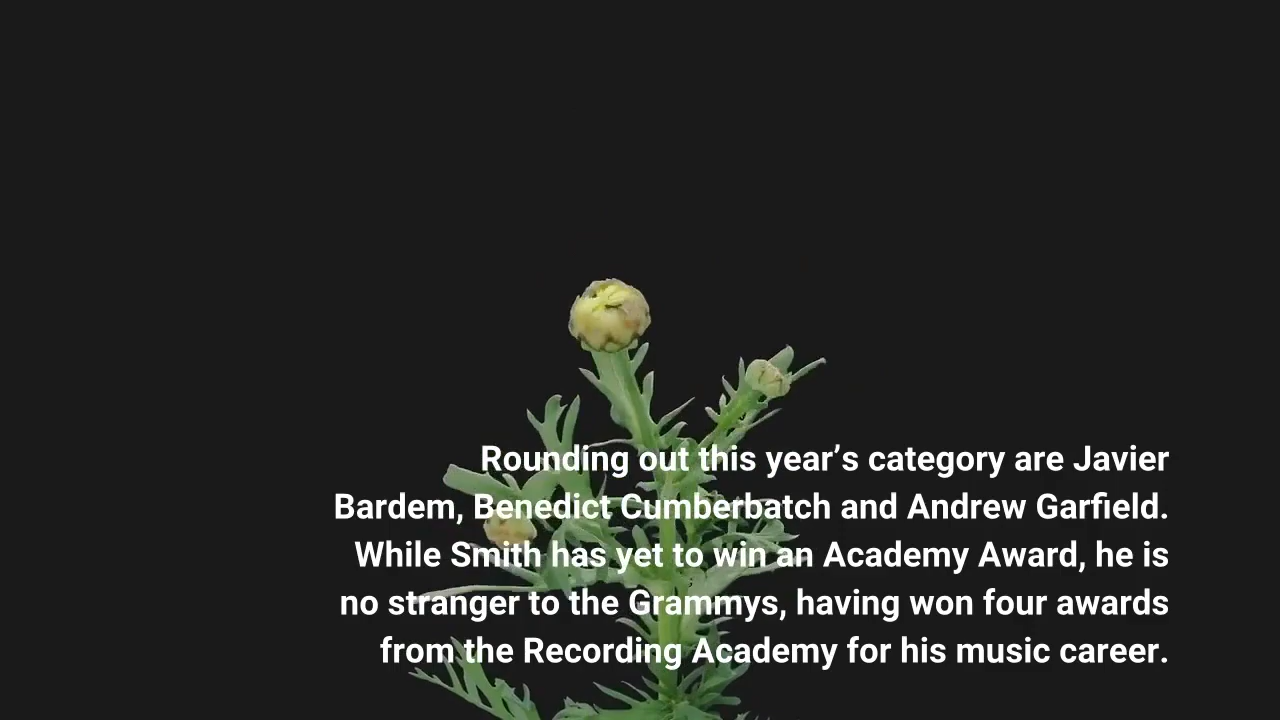 Rounding out this year’s category are Javier
Bardem, Benedict Cumberbatch and Andrew Garfield.
While Smith has yet to win an Academy Award, he is
no stranger to the Grammys, having won four awards
from the Recording Academy for his music career.